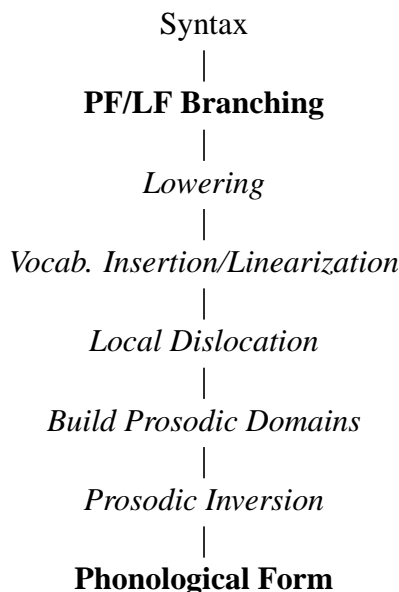 Syntax
PF/LF Branching
Lowering
Vocab. Insertion/Linearization
Local Dislocation
Build Prosodic Domains
Prosodic Inversion
Phonological Form